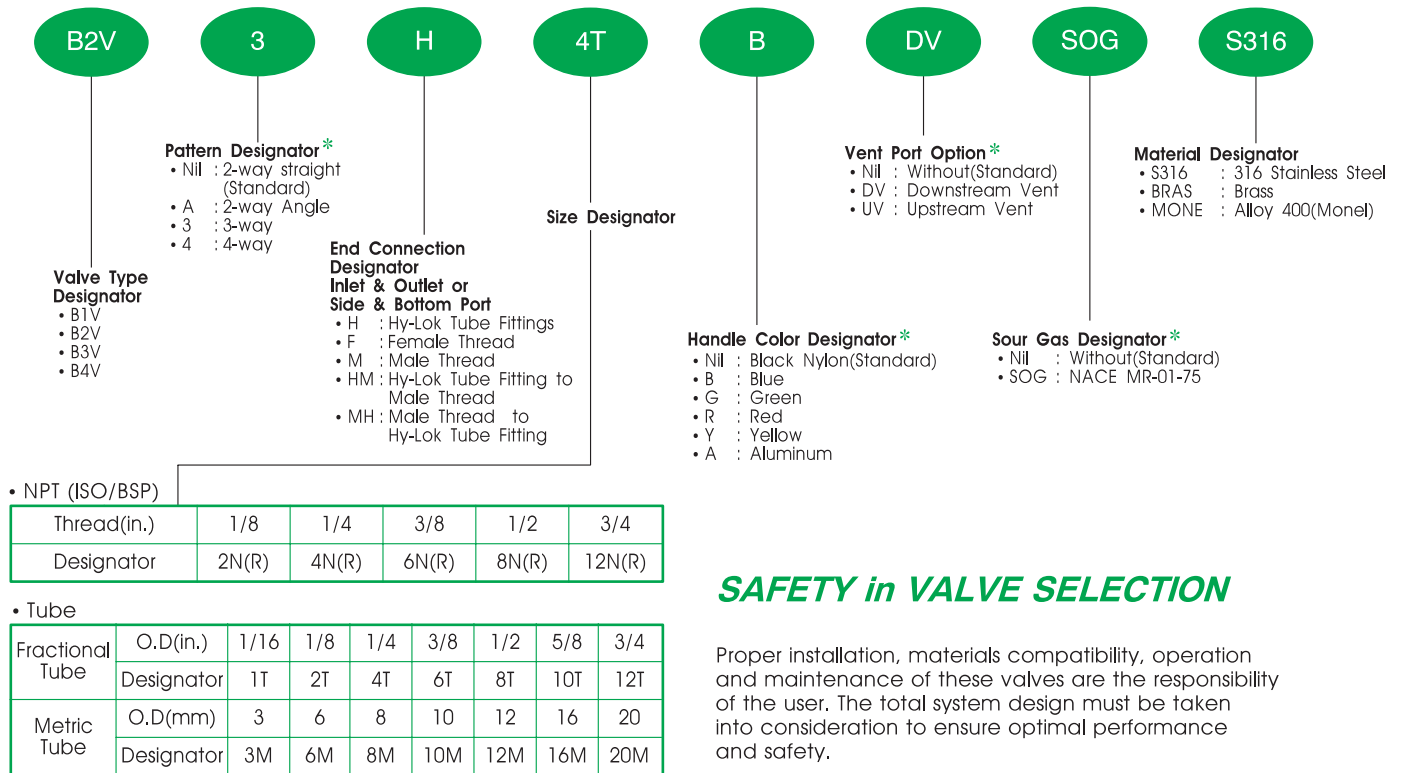 B2V 3 H 4T B DV SOG S316
Valve Type
Designator
• B1V
• B2V
• B3V
• B4V
Pattern Designator*
• Nil : 2-way straight
(Standard)
• A : 2-way Angle
• 3 : 3-way
• 4 : 4-way
End Connection
Designator
Inlet & Outlet or
Side & Bottom Port
• H : Hy-Lok Tube Fittings
• F : Female Thread
• M : Male Thread
• HM : Hy-Lok Tube Fitting to
Male Thread
• MH : Male Thread to
Hy-Lok Tube Fitting
Size Designator
Handle Color Designator*
• Nil : Black Nylon(Standard)
• B : Blue
• G : Green
• R : Red
• Y : Yellow
• A : Aluminum
Vent Port Option*
• Nil : Without(Standard)
• DV : Downstream Vent
• UV : Upstream Vent
Sour Gas Designator*
• Nil : Without(Standard)
• SOG : NACE MR-01-75
Material Designator
• S316 : 316 Stainless Steel
• BRAS : Brass
• MONE : Alloy 400(Monel)
• NPT (ISO/BSP)
Thread(in.) 1/8 1/4 3/8 1/2 3/4
Designator 2N(R) 4N(R) 6N(R) 8N(R) 12N(R)
• Tube
Fractional Tube O.D(in.) 1/16 1/8 1/4 3/8 1/2 5/8 3/4
Designator 1T 2T 4T 6T 8T 10T 12T
Metric Tube O.D(mm) 3 6 8 10 12 16 20
Designator 3M 6M 8M 10M 12M 16M 20M
SAFETY in VALVE SELECTION
Proper installation, materials compatibility, operation
and maintenance of these valves are the responsibility
of the user. The total system design must be taken
into consideration to ensure optimal performance
and safety.